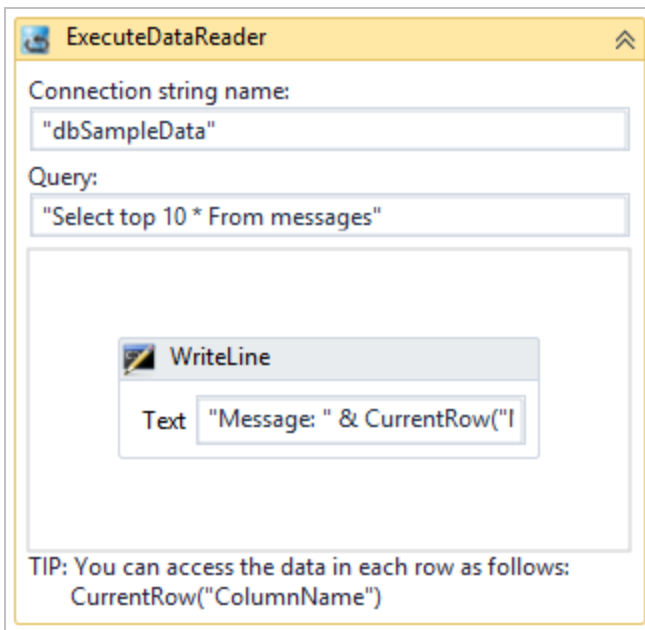 ExecuteDataReader
Connection string name:
"dbSampleData"
Query:
"Select top 10 * From messages"
WriteLine
Text "Message: " & CurrentRow("
TIP: You can access the data in each row as follows:
CurrentRow("ColumnName")